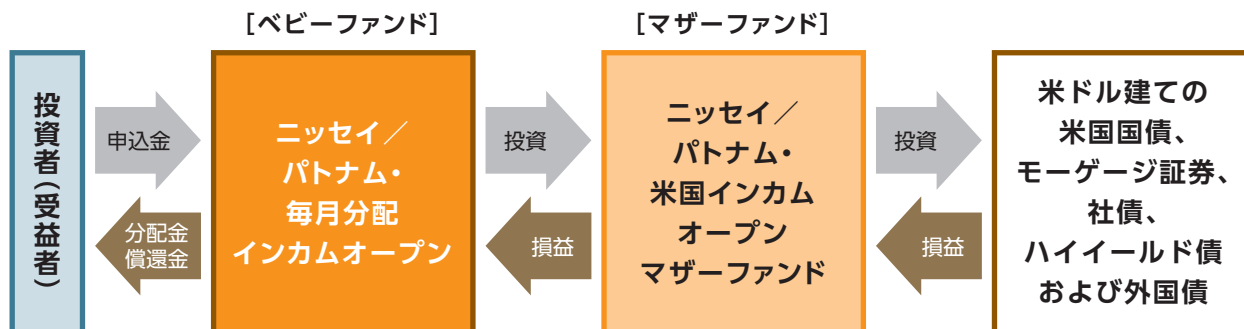 [ベビーファンド]
[マザーファンド]
投資者(受益者)
申込金
分配金
償還金
ニッセイ／
パトナム・
毎月分配
インカムオープン
投資
損益
ニッセイ／
パトナム・
米国インカム
オープン
マザーファンド
投資
損益
米ドル建ての
米国国債、
モーゲージ証券、
社債、
ハイイールド債
および外国債